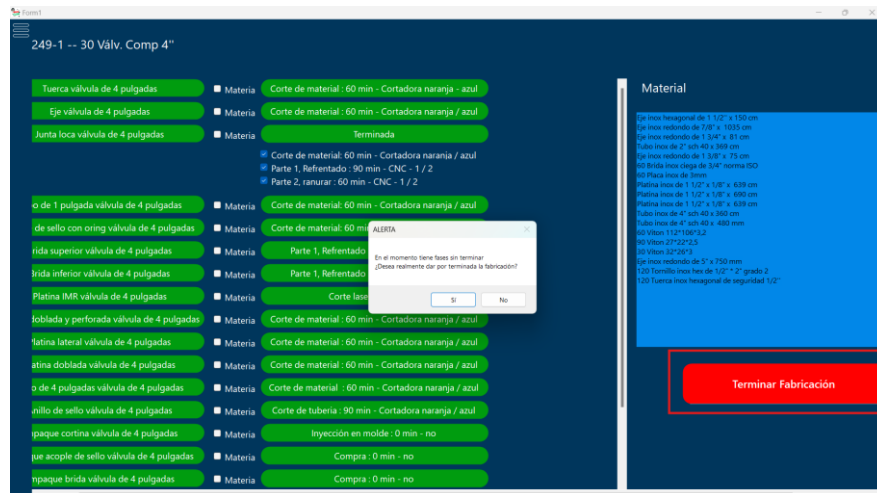 Form1
249-1 -- 30 Válv. Comp 4''
Tuerca válvula de 4 pulgadas
Materia
Corte de material : 60 min - Cortadora naranja - azul
Eje válvula de 4 pulgadas
Materia
Corte de material : 60 min - Cortadora naranja - azul
Junta loca válvula de 4 pulgadas
Materia
Terminada
Corte de material: 60 min - Cortadora naranja / azul
Parte 1, Refrentado : 90 min - CNC - 1 / 2
Parte 2, ranurar : 60 min - CNC - 1 / 2
o de 1 pulgada válvula de 4 pulgadas
Materia
Corte de material : 60 min - Cortadora naranja / azul
de sello con oring válvula de 4 pulgadas
Materia
Corte de material: 60 mi
rida superior válvula de 4 pulgadas
Materia
Parte 1, Refrentado
Brida inferior válvula de 4 pulgadas
Materia
Parte 1, Refrentado
Platina IMR válvula de 4 pulgadas
Materia
Corte lase
doblada y perforada válvula de 4 pulgadas
Materia
Corte de material : 60 min - Cortadora naranja / azul
Platina lateral válvula de 4 pulgadas
Materia
Corte de material : 60 min - Cortadora naranja / azul
atina doblada válvula de 4 pulgadas
Materia
Corte de material : 60 min - Cortadora naranja / azul
o de 4 pulgadas válvula de 4 pulgadas
Materia
Corte de material : 60 min - Cortadora naranja / azul
nillo de sello válvula de 4 pulgadas
Materia
Corte de tuberia : 90 min - Cortadora naranja / azul
mpaque cortina válvula de 4 pulgadas
Materia
Inyección en molde : 0 min - no
que acople de sello válvula de 4 pulgadas
Materia
Compra : 0 min - no
mpaque brida válvula de 4 pulgadas
Materia
Compra : 0 min - no
ALERTA
En el momento tiene fases sin terminar
¿Desea realmente dar por terminada la fabricación?
Sí
No
Material
Eje inox hexagonal de 1 1/2" x 150 cm
Eje inox redondo de 7/8" x 1035 cm
Eje inox redondo de 1 3/4" x 81 cm
Tubo inox de 2" sch 40 x 369 cm
Eje inox redondo de 1 3/8" x 75 cm
60 Brida inox ciega de 3/4" norma ISO
60 Placa inox de 3mm
Platina inox de 1 1/2" x 1/8" x 639 cm
Platina inox de 1 1/2" x 1/8" x 690 cm
Platina inox de 1 1/2" x 1/8" x 639 cm
Tubo inox de 4" sch 40 x 360 cm
Tubo inox de 4" sch 40 x 480 mm
60 Viton 112*106*3,2
90 Viton 27*22*2,5
30 Viton 32*26*3
Eje inox redondo de 5" x 750 mm
120 Tornillo inox hex de 1/2" * 2" grado 2
120 Tuerca inox hexagonal de seguridad 1/2"
Terminar Fabricación